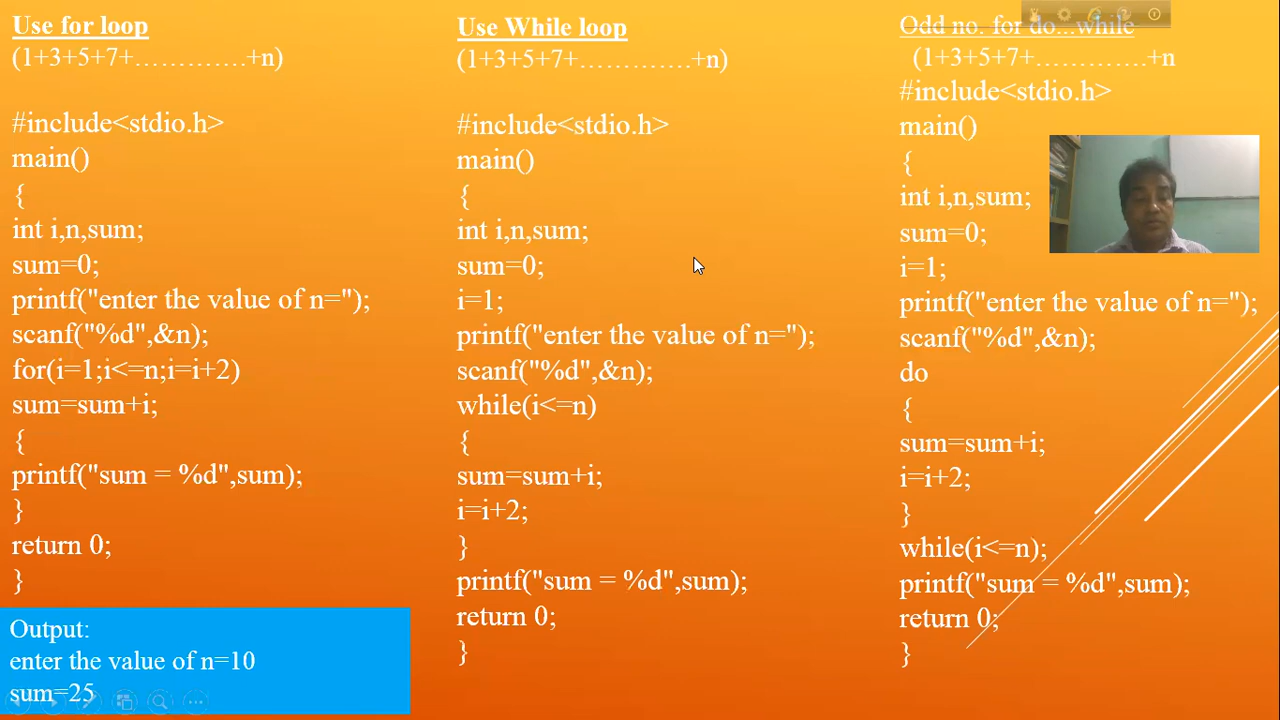 Use for loop
(1+3+5+7+………….+n)
#include<stdio.h>
main()
{
int i,n,sum;
sum=0;
printf("enter the value of n=");
scanf("%d",&n);
for(i=1;i<=n;i=i+2)
sum=sum+i;
{
printf("sum = %d",sum);
}
return 0;
}
Output:
enter the value of n=10
sum=25
Use While loop
(1+3+5+7+………….+n)
#include<stdio.h>
main()
{
int i,n,sum;
sum=0;
i=1;
printf("enter the value of n=");
scanf("%d",&n);
while(i<=n)
{
sum=sum+i;
i=i+2;
}
printf("sum = %d",sum);
return 0;
}
Odd no. for do...while
(1+3+5+7+………….+n
#include<stdio.h>
main()
{
int i,n,sum;
sum=0;
i=1;
printf("enter the value of n=");
scanf("%d",&n);
do
{
sum=sum+i;
i=i+2;
}
while(i<=n);
printf("sum = %d",sum);
return 0;
}